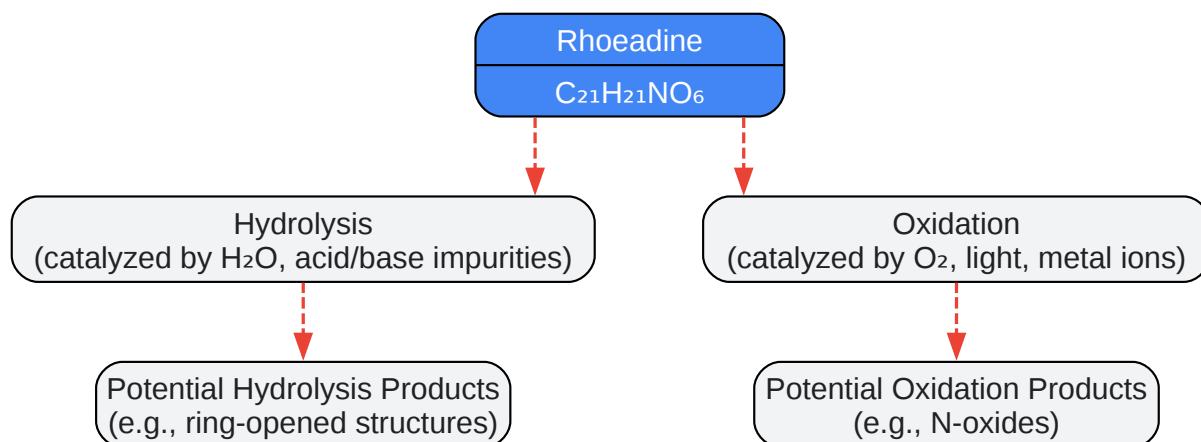 Rhoeadine
C₂₁H₂₁NO₆
Hydrolysis
(catalyzed by H₂O, acid/base impurities)
Oxidation
(catalyzed by O₂, light, metal ions)
Potential Hydrolysis Products
(e.g., ring-opened structures)
Potential Oxidation Products
(e.g., N-oxides)